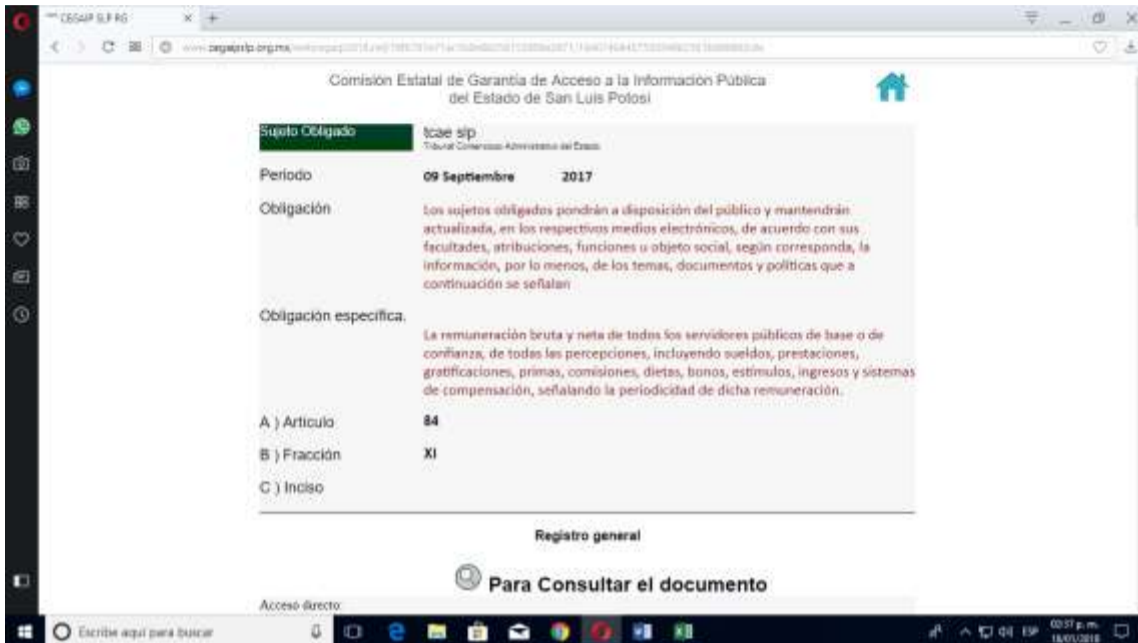 CEGAIP SLP RG
Comisión Estatal de Garantía de Acceso a la Información Pública
del Estado de San Luis Potosí
Sujeto Obligado
tcae slp
Tribunal Contencioso Administrativo del Estado
Periodo
09 Septiembre 2017
Obligación
Los sujetos obligados pondrán a disposición del público y mantendrán
actualizada, en los respectivos medios electrónicos, de acuerdo con sus
facultades, atribuciones, funciones u objeto social, según corresponda, la
información, por lo menos, de los temas, documentos y políticas que a
continuación se señalan
Obligación específica.
La remuneración bruta y neta de todos los servidores públicos de base o de
confianza, de todas las percepciones, incluyendo sueldos, prestaciones,
gratificaciones, primas, comisiones, dietas, bonos, estímulos, ingresos y sistemas
de compensación, señalando la periodicidad de dicha remuneración.
A ) Artículo
84
B ) Fracción
XI
C ) Inciso
Registro general
Para Consultar el documento
Acceso directo:
Escribe aquí para buscar
ESP